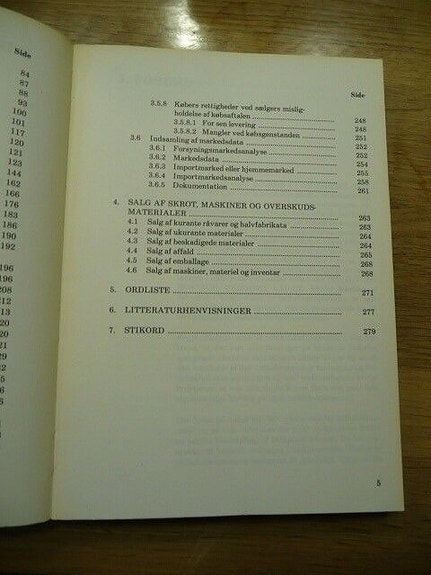 Side
84
87
88
93
100
101
117
120
121
123
144
162
166
176
186
190
192
196
206
Side
3.5.8 Købers rettigheder ved sælgers mislig-
holdelse af købsaftalen ........ 248
3.5.8.1 For sen levering ........ 248
3.5.8.2 Mangler ved købsgenstanden ........ 251
3.6 Indsamling af markedsdata ........ 252
3.6.1 Forsyningsmarkedsanalyse ........ 252
3.6.2 Markedsdata ........ 254
3.6.3 Importmarked eller hjemmemarked ........ 256
3.6.4 Importmarkedsanalyse ........ 258
3.6.5 Dokumentation ........ 261
4. SALG AF SKROT, MASKINER OG OVERSKUDS-
MATERIALER ........ 263
4.1 Salg af kurante råvarer og halvfabrikata ........ 263
4.2 Salg af ukurante materialer ........ 264
4.3 Salg af beskadigede materialer ........ 264
4.4 Salg af affald ........ 265
4.5 Salg af emballage ........ 268
4.6 Salg af maskiner, materiel og inventar ........ 268
5. ORDLISTE ........ 271
6. LITTERATURHENVISNINGER ........ 277
7. STIKORD ........ 279
5